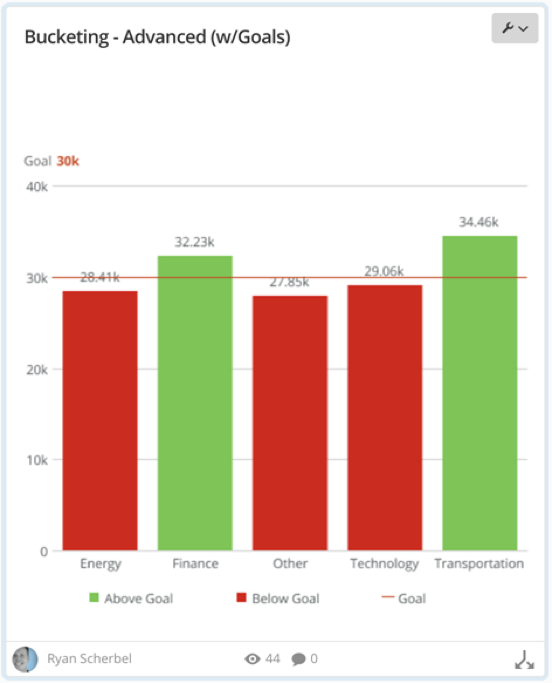 Bucketing - Advanced (w/Goals)
Goal 30k
40k
34.46k
32.23k
30k
28.41k
27.85k
29.06k
20k
10k
0
Energy Finance Other Technology Transportation
Above Goal Below Goal Goal
Ryan Scherbel 44 0